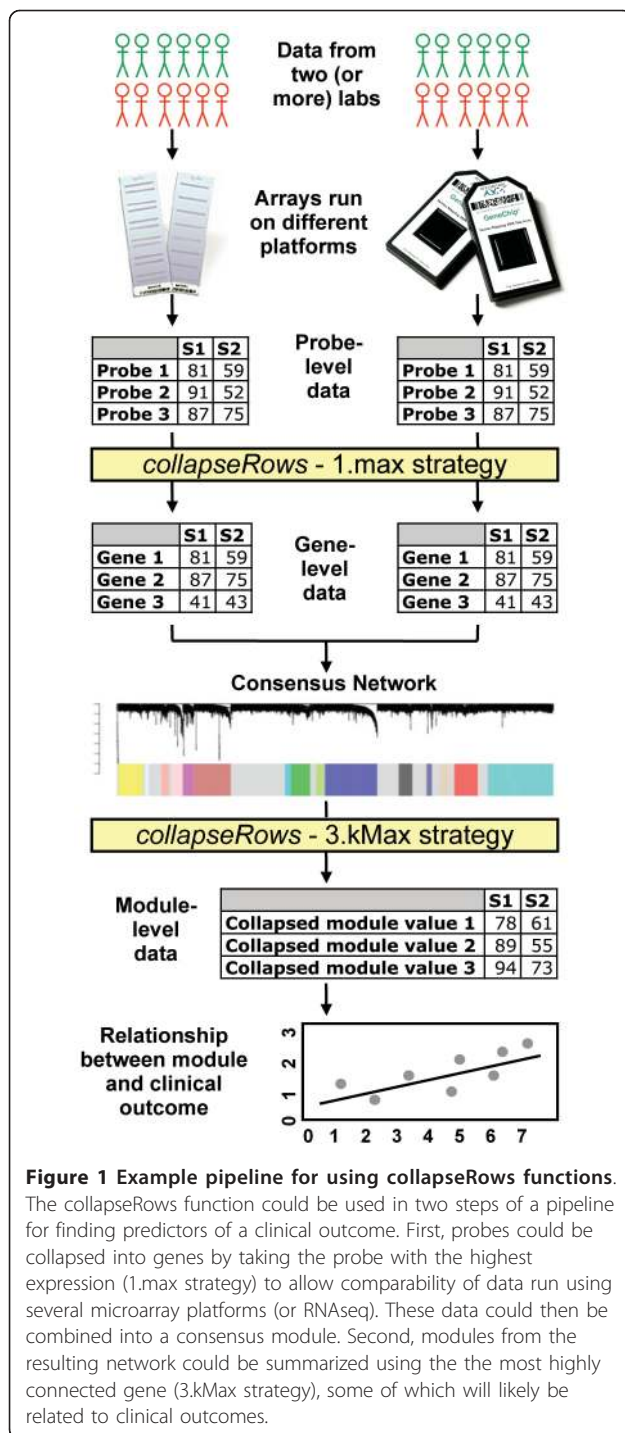 Data from
two (or
more) labs
Arrays run
on different
platforms
GeneChip
Probe-
level
data
S1 S2
Probe 1 81 59
Probe 2 91 52
Probe 3 87 75
S1 S2
Probe 1 81 59
Probe 2 91 52
Probe 3 87 75
collapseRows - 1.max strategy
Gene-
level
data
S1 S2
Gene 1 81 59
Gene 2 87 75
Gene 3 41 43
S1 S2
Gene 1 81 59
Gene 2 87 75
Gene 3 41 43
Consensus Network
collapseRows - 3.kMax strategy
Module-
level
data
S1 S2
Collapsed module value 1 78 61
Collapsed module value 2 89 55
Collapsed module value 3 94 73
Relationship
between module
and clinical
outcome
3
2
1
0
0 1 2 3 4 5 6 7
Figure 1 Example pipeline for using collapseRows functions.
The collapseRows function could be used in two steps of a pipeline
for finding predictors of a clinical outcome. First, probes could be
collapsed into genes by taking the probe with the highest
expression (1.max strategy) to allow comparability of data run using
several microarray platforms (or RNAseq). These data could then be
combined into a consensus module. Second, modules from the
resulting network could be summarized using the the most highly
connected gene (3.kMax strategy), some of which will likely be
related to clinical outcomes.